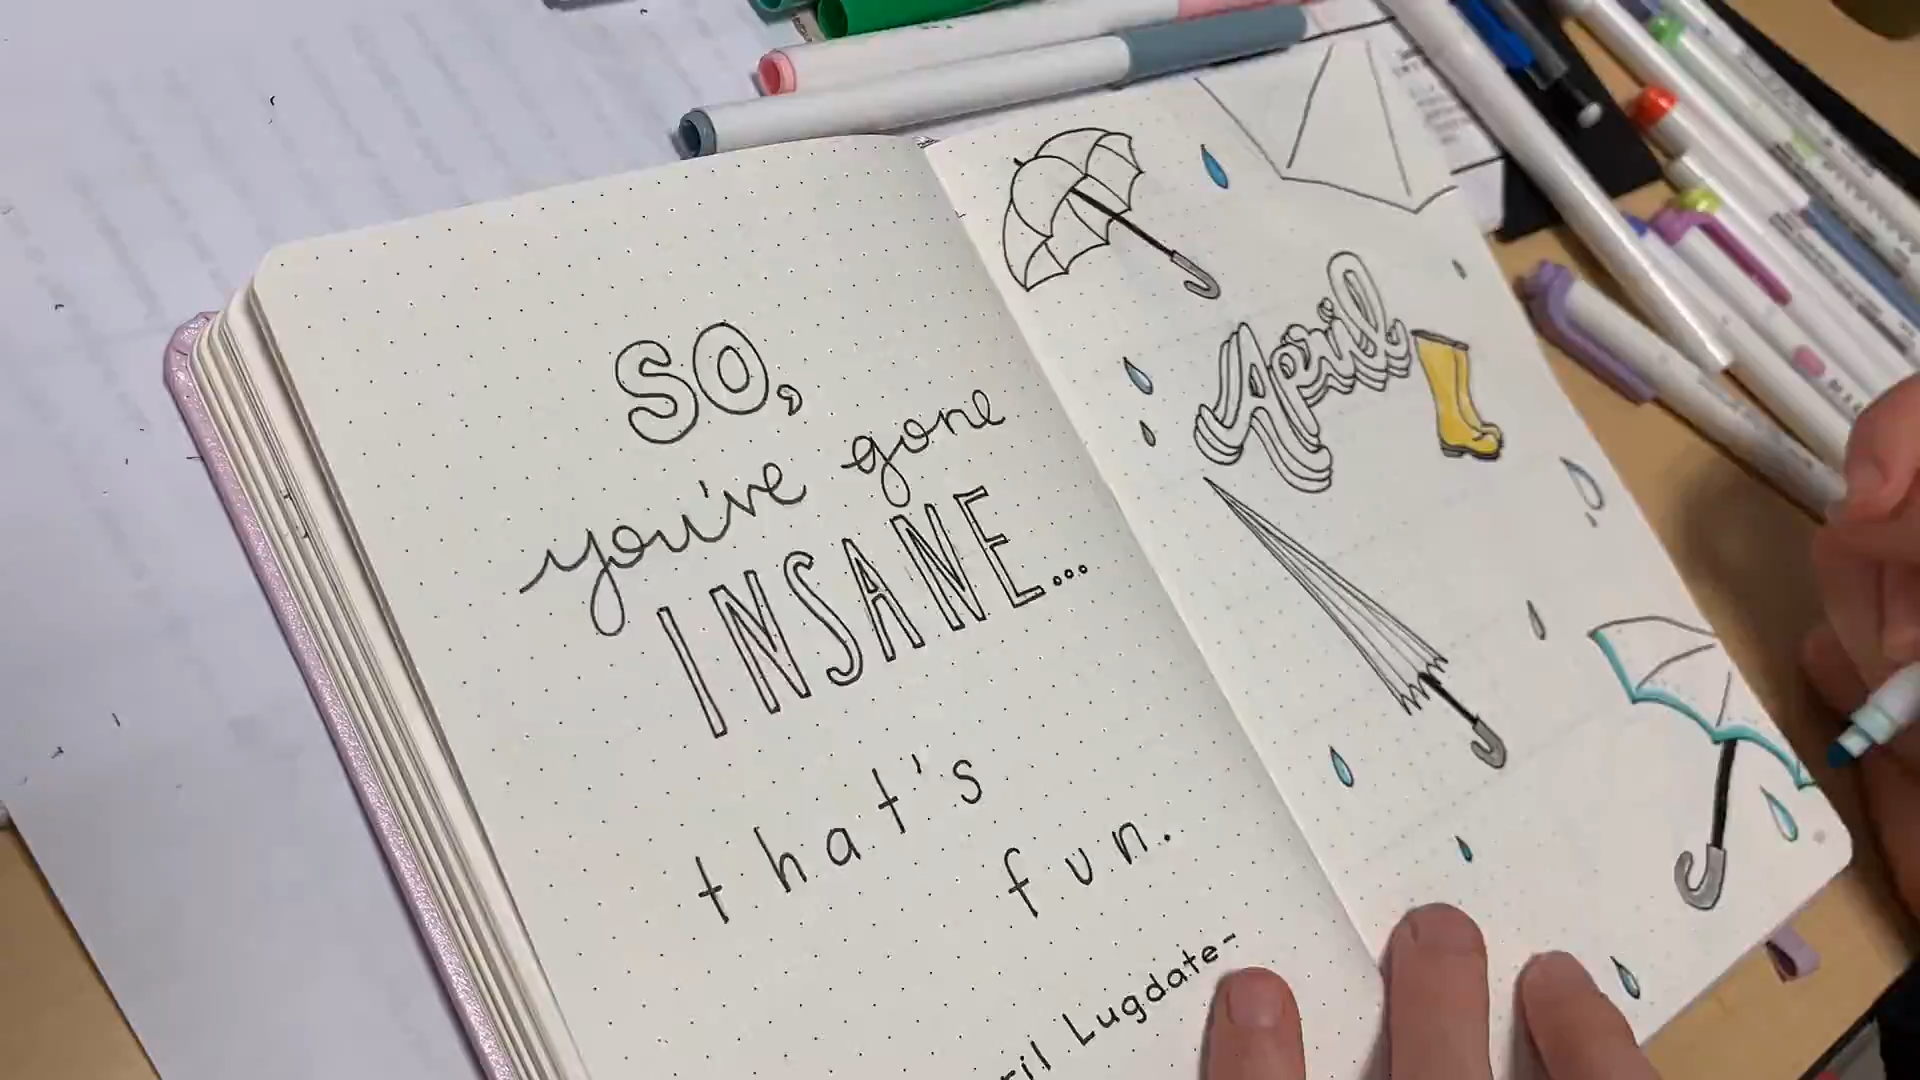 SO,
you've gone
INSANE...
that's
fun.
Lugdate-
April